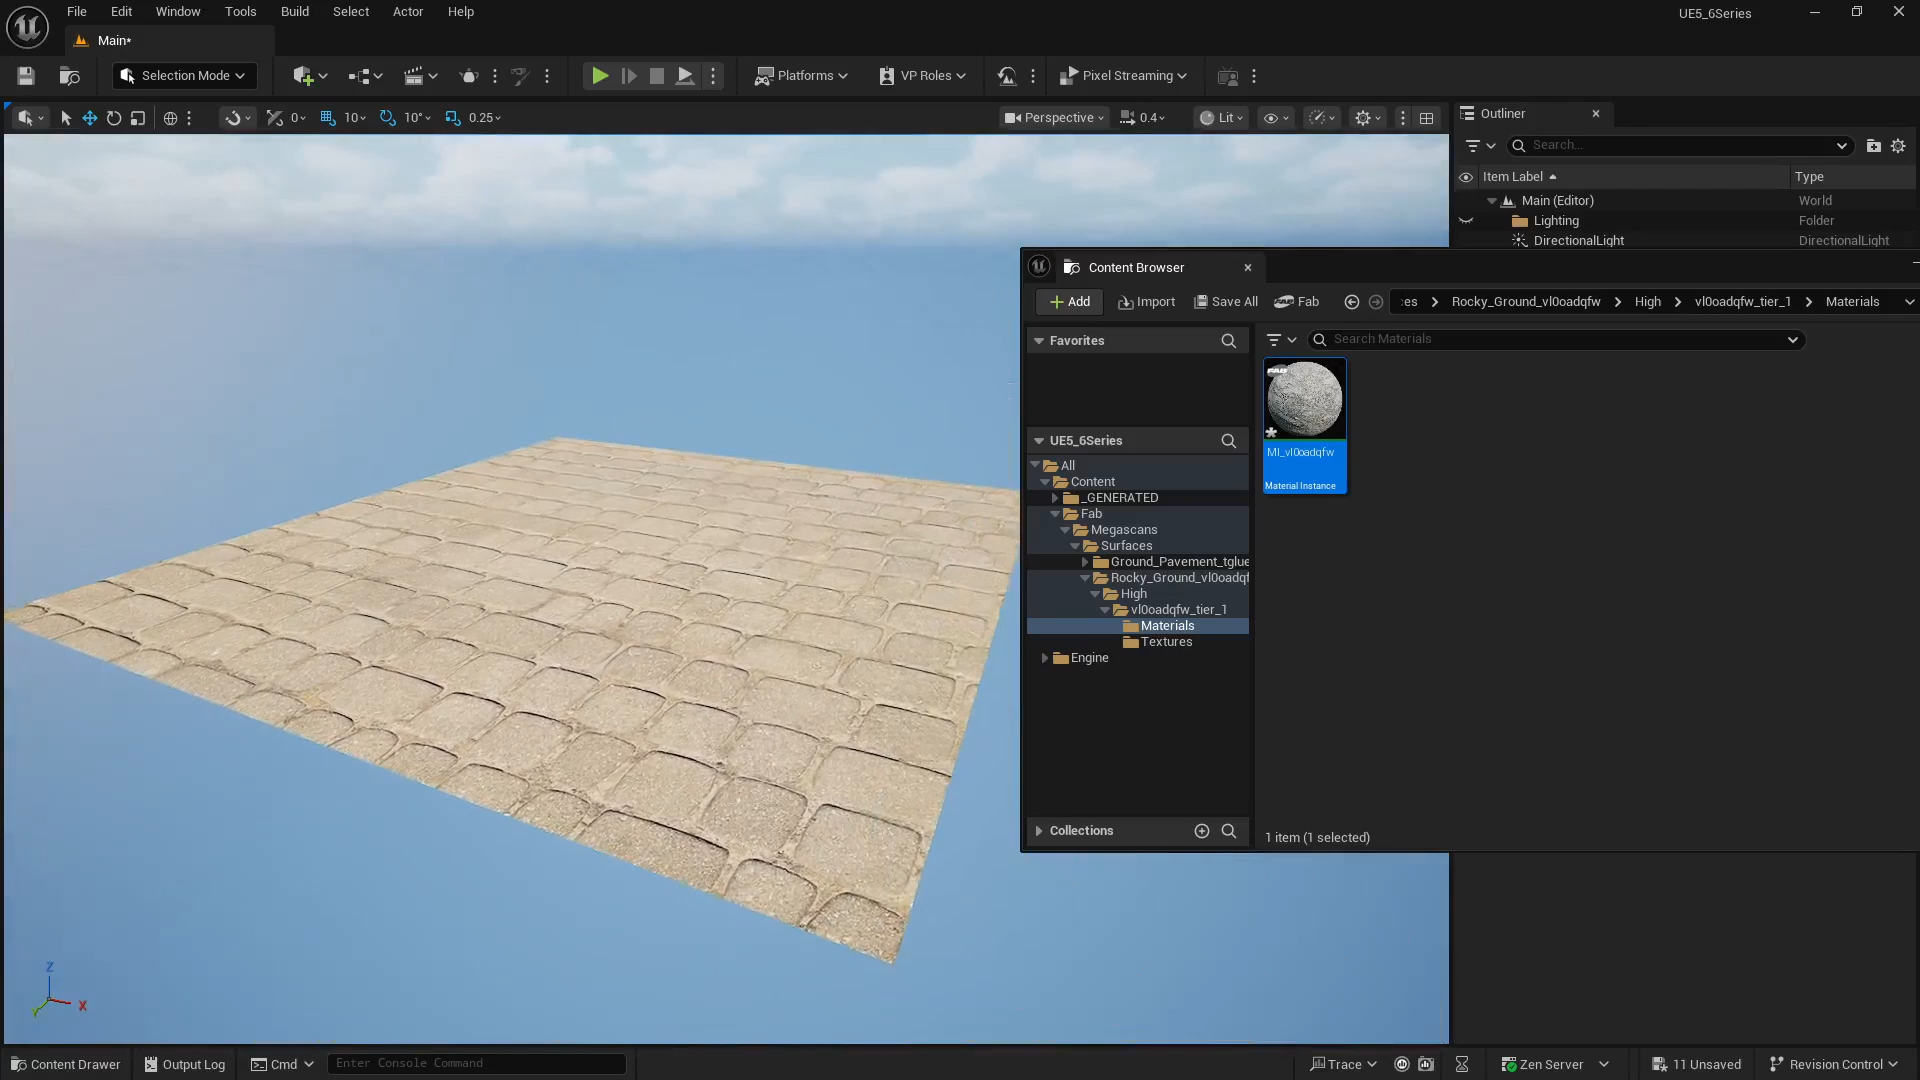 File Edit Window Tools Build Select Actor Help
UE5_6Series
Main*
Selection Mode
Platforms
VP Roles
Pixel Streaming
0
10
10°
0.25
Perspective
0.4
Lit
Outliner
Search...
Item Label
Type
Main (Editor)
World
Lighting
Folder
DirectionalLight
DirectionalLight
Content Browser
Add
Import
Save All
Fab
es
Rocky_Ground_vl0oadqfw
High
vl0oadqfw_tier_1
Materials
Favorites
Search Materials
FAB
MI_vl0oadqfw
Material Instance
UE5_6Series
All
Content
_GENERATED
Fab
Megascans
Surfaces
Ground_Pavement_tglue
Rocky_Ground_vl0oadqf
High
vl0oadqfw_tier_1
Materials
Textures
Engine
Collections
1 item (1 selected)
Z
X
Y
Content Drawer
Output Log
Cmd
Enter Console Command
Trace
Zen Server
11 Unsaved
Revision Control